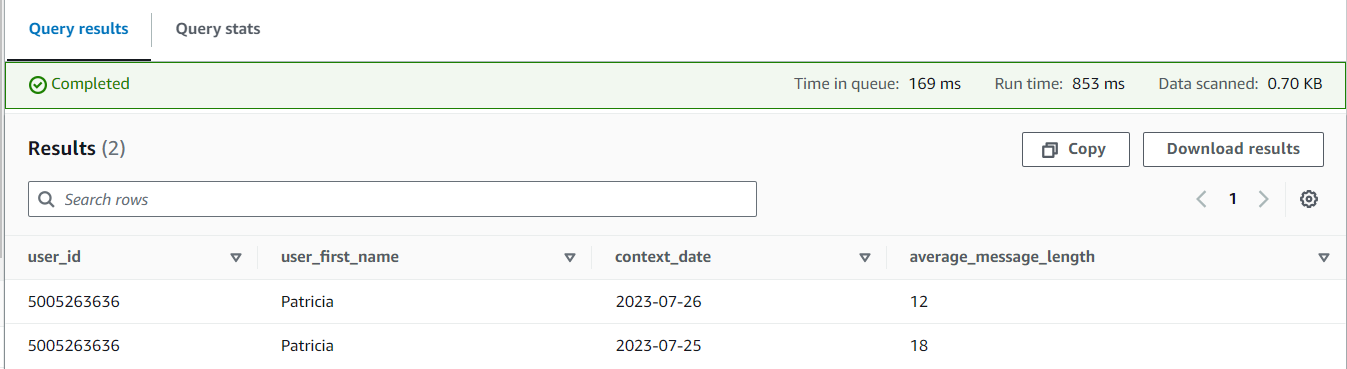 Query results Query stats
Completed Time in queue: 169 ms Run time: 853 ms Data scanned: 0.70 KB
Results (2) Copy Download results
Search rows 1
user_id user_first_name context_date average_message_length
5005263636 Patricia 2023-07-26 12
5005263636 Patricia 2023-07-25 18